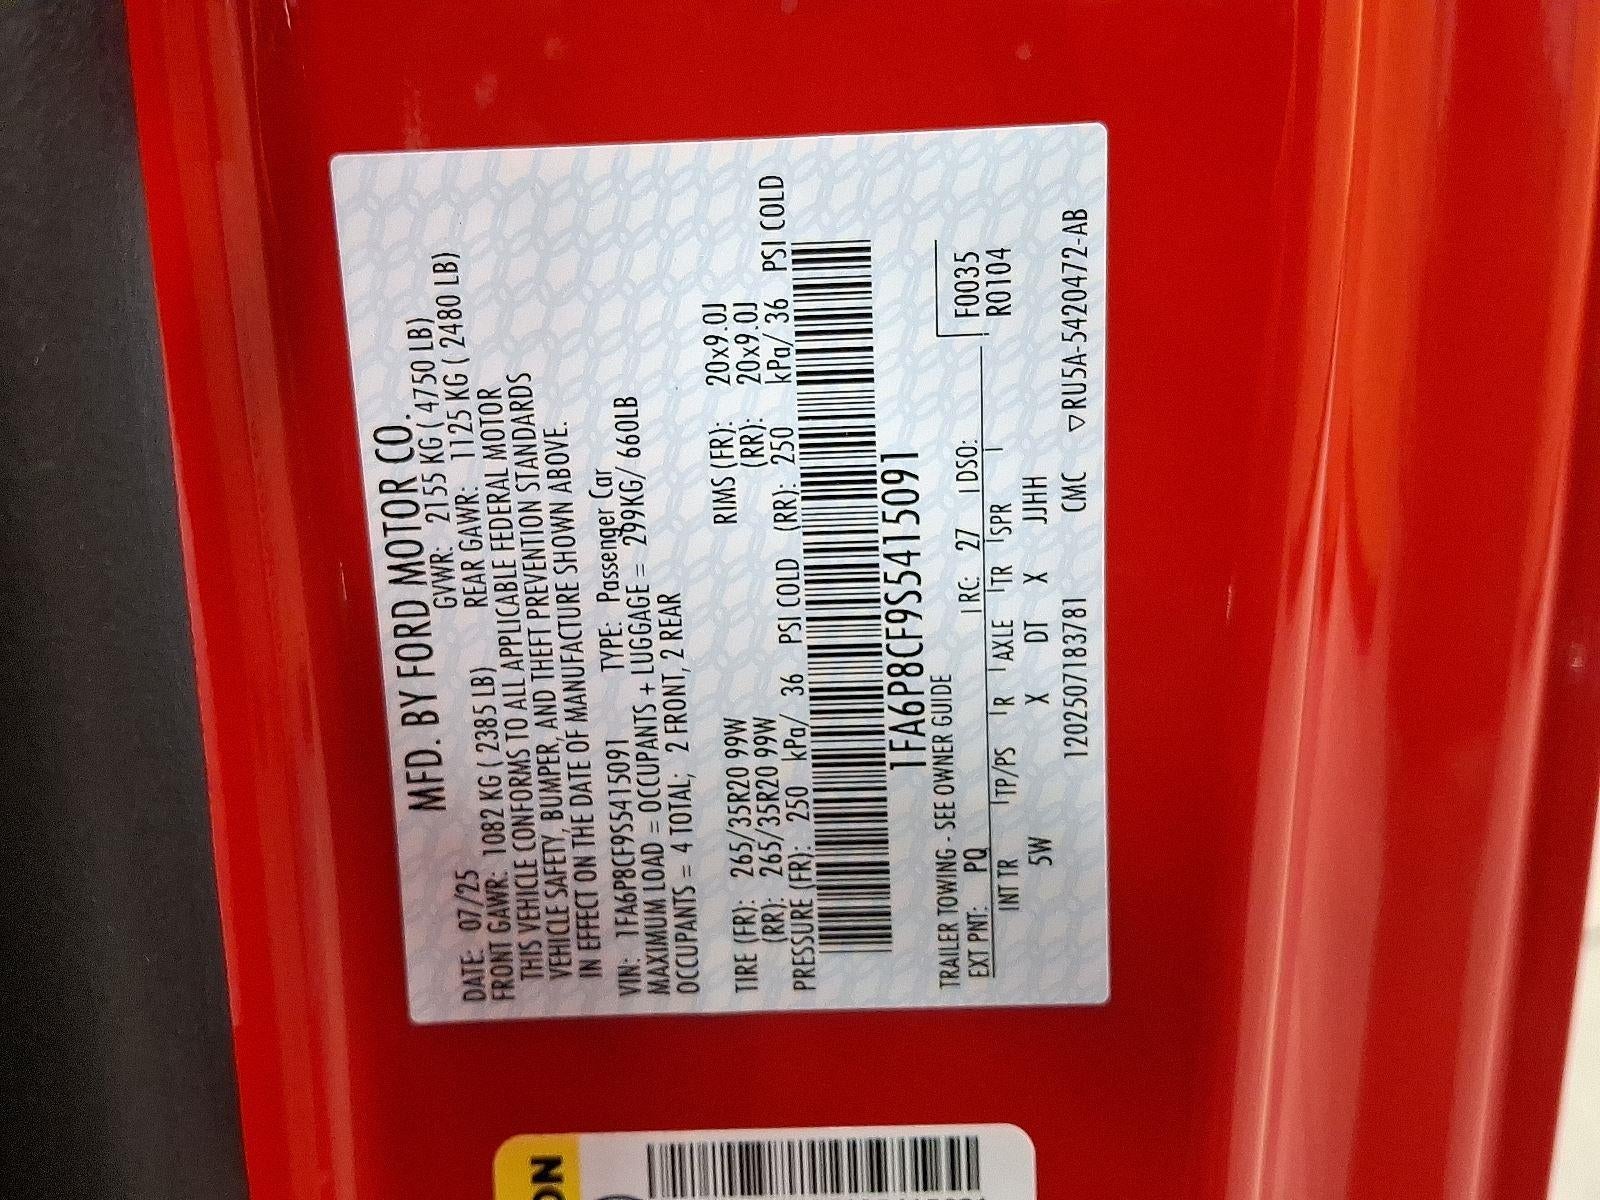 MFD. BY FORD MOTOR CO.
DATE: 07/25 GVWR: 2155 KG ( 4750 LB)
FRONT GAWR: 1082 KG ( 2385 LB) REAR GAWR: 1125 KG ( 2480 LB)
THIS VEHICLE CONFORMS TO ALL APPLICABLE FEDERAL MOTOR
VEHICLE SAFETY, BUMPER, AND THEFT PREVENTION STANDARDS
IN EFFECT ON THE DATE OF MANUFACTURE SHOWN ABOVE.
VIN: 1FA6P8CF9S5415091 TYPE: Passenger Car
MAXIMUM LOAD = OCCUPANTS + LUGGAGE = 299KG/ 660LB
OCCUPANTS = 4 TOTAL; 2 FRONT, 2 REAR
TIRE (FR): 265/35R20 99W RIMS (FR): 20x9.0J
(RR): 265/35R20 99W (RR): 20x9.0J
PRESSURE (FR): 250 kPa/ 36 PSI COLD (RR): 250 kPa/ 36 PSI COLD
1FA6P8CF9S5415091
TRAILER TOWING - SEE OWNER GUIDE
EXT PNT: PQ RC: 27 DSO: F0035
INT TR TP/PS R AXLE TR SPR R0104
5W X DT X JJHH
120250718378​1 CMC ▽RU5A-5420472-AB
ON